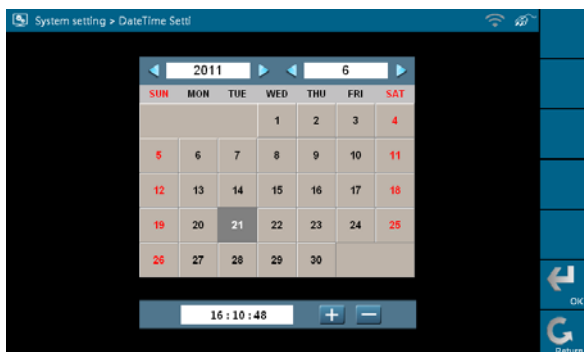 System setting > DateTime Setti
2011 6
SUN MON TUE WED THU FRI SAT
1 2 3 4
5 6 7 8 9 10 11
12 13 14 15 16 17 18
19 20 21 22 23 24 25
26 27 28 29 30
16 : 10 : 48 + −
OK
Return